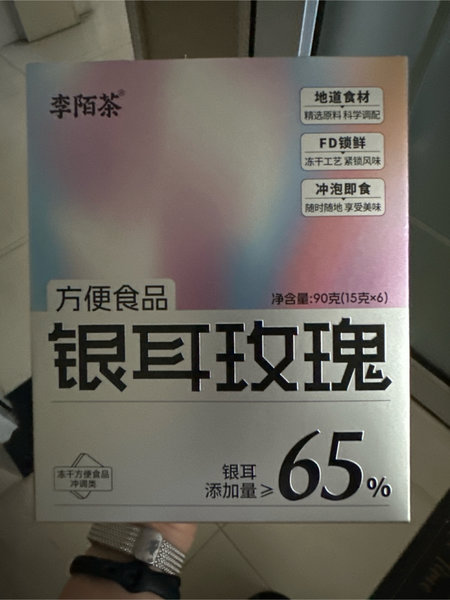 李陌茶®
地道食材
精选原料 科学调配
FD锁鲜
冻干工艺 紧锁风味
冲泡即食
随时随地 享受美味
方便食品
净含量:90克(15克×6)
银耳玫瑰
冻干方便食品
冲调类
银耳
添加量≥65%